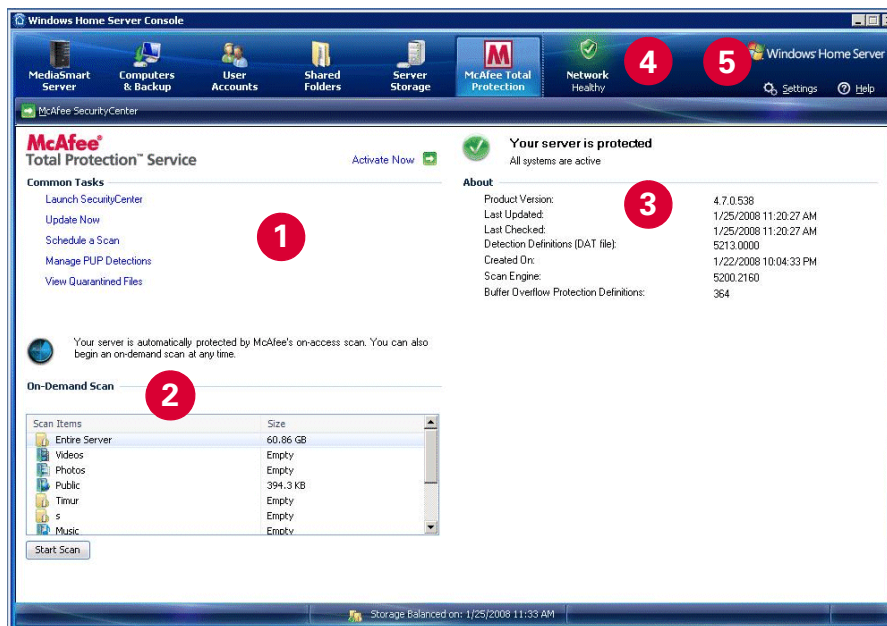 Windows Home Server Console
MediaSmart Server
Computers & Backup
User Accounts
Shared Folders
Server Storage
McAfee Total Protection
Network Healthy
4
5
Windows Home Server
Settings
Help
McAfee SecurityCenter
McAfee®
Total Protection™ Service
Activate Now
Your server is protected
All systems are active
Common Tasks
Launch SecurityCenter
Update Now
Schedule a Scan
Manage PUP Detections
View Quarantined Files
1
About
3
Product Version: 4.7.0.538
Last Updated: 1/25/2008 11:20:27 AM
Last Checked: 1/25/2008 11:20:27 AM
Detection Definitions (DAT file): 5213.0000
Created On: 1/22/2008 10:04:33 PM
Scan Engine: 5200.2160
Buffer Overflow Protection Definitions: 364
Your server is automatically protected by McAfee's on-access scan. You can also
begin an on-demand scan at any time.
On-Demand Scan
2
Scan Items Size
Entire Server 60.86 GB
Videos Empty
Photos Empty
Public 394.3 KB
Timur Empty
s Empty
Music Empty
Start Scan
Storage Balanced on: 1/25/2008 11:33 AM